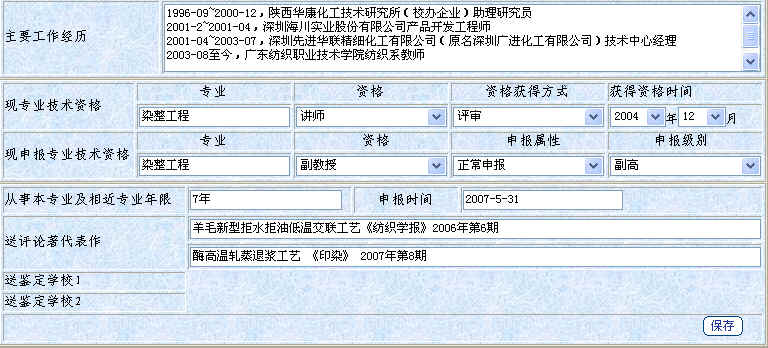 主要工作经历
1996-09~2000-12，陕西华康化工技术研究所（校办企业）助理研究员
2001-2~2001-04，深圳海川实业股份有限公司产品开发工程师
2001-04~2003-07，深圳先进华联精细化工有限公司（原名深圳广进化工有限公司）技术中心经理
2003-08至今，广东纺织职业技术学院纺织系教师
专业 资格 资格获得方式 获得资格时间
现专业技术资格 染整工程 讲师 评审 2004 年 12 月
专业 资格 申报属性 申报级别
现申报专业技术资格 染整工程 副教授 正常申报 副高
从事本专业及相近专业年限 7年 申报时间 2007-5-31
送评论著代表作
羊毛新型拒水拒油低温交联工艺《纺织学报》2006年第6期
酶高温轧蒸退浆工艺 《印染》 2007年第8期
送鉴定学校1
送鉴定学校2
保存